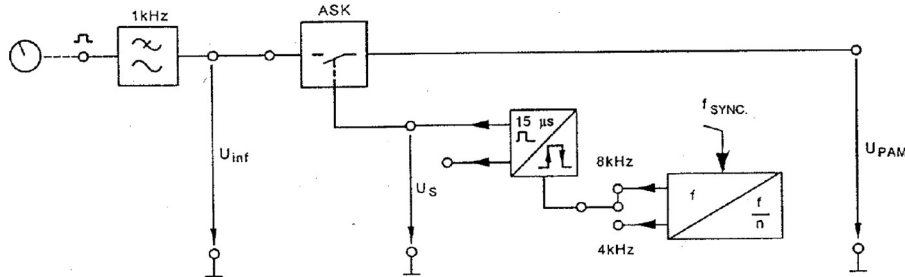 1kHz
ASK
U inf
U S
15 μs
f SYNC.
8kHz
4kHz
f
f
n
U PAM